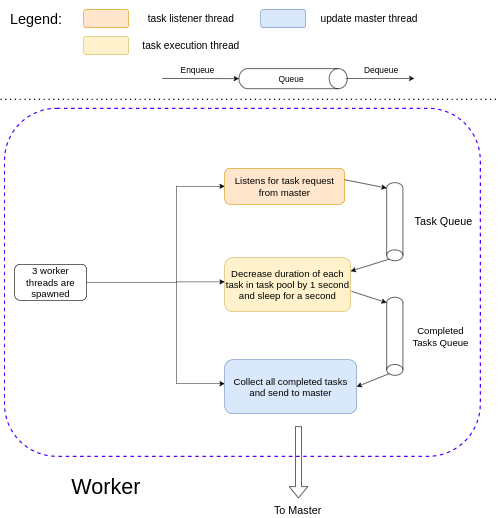 Legend:
task listener thread
update master thread
task execution thread
Enqueue
Queue
Dequeue
Listens for task request
from master
Task Queue
3 worker
threads are
spawned
Decrease duration of each
task in task pool by 1 second
and sleep for a second
Completed
Tasks Queue
Collect all completed tasks
and send to master
Worker
To Master